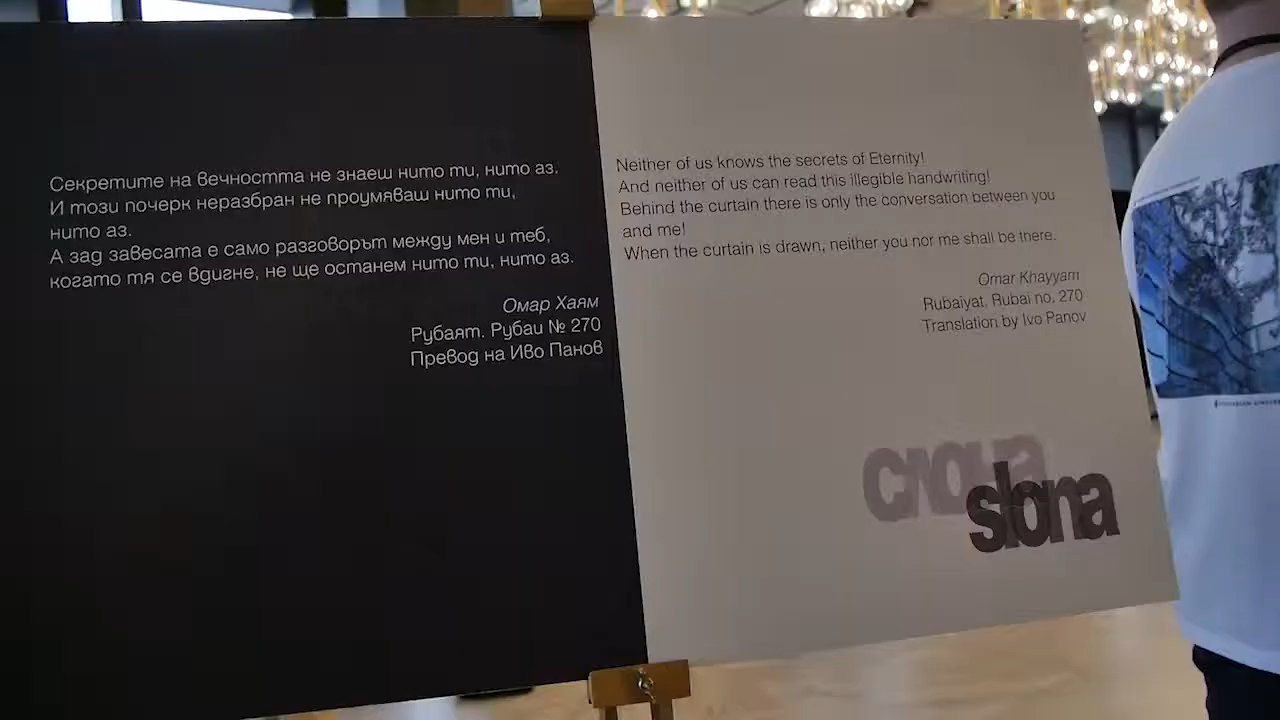 Секретите на вечността не знаеш нито ти, нито аз.
И този почерк неразбран не проумяваш нито ти,
нито аз.
А зад завесата е само разговорът между мен и теб,
когато тя се вдигне, не ще останем нито ти, нито аз.
Омар Хаям
Рубаят. Рубаи № 270
Превод на Иво Панов
Neither of us knows the secrets of Eternity!
And neither of us can read this illegible handwriting!
Behind the curtain there is only the conversation between you
and me!
When the curtain is drawn, neither you nor me shall be there.
Omar Khayyam
Rubaiyat, Rubai no. 270
Translation by Ivo Panov
слона
slona